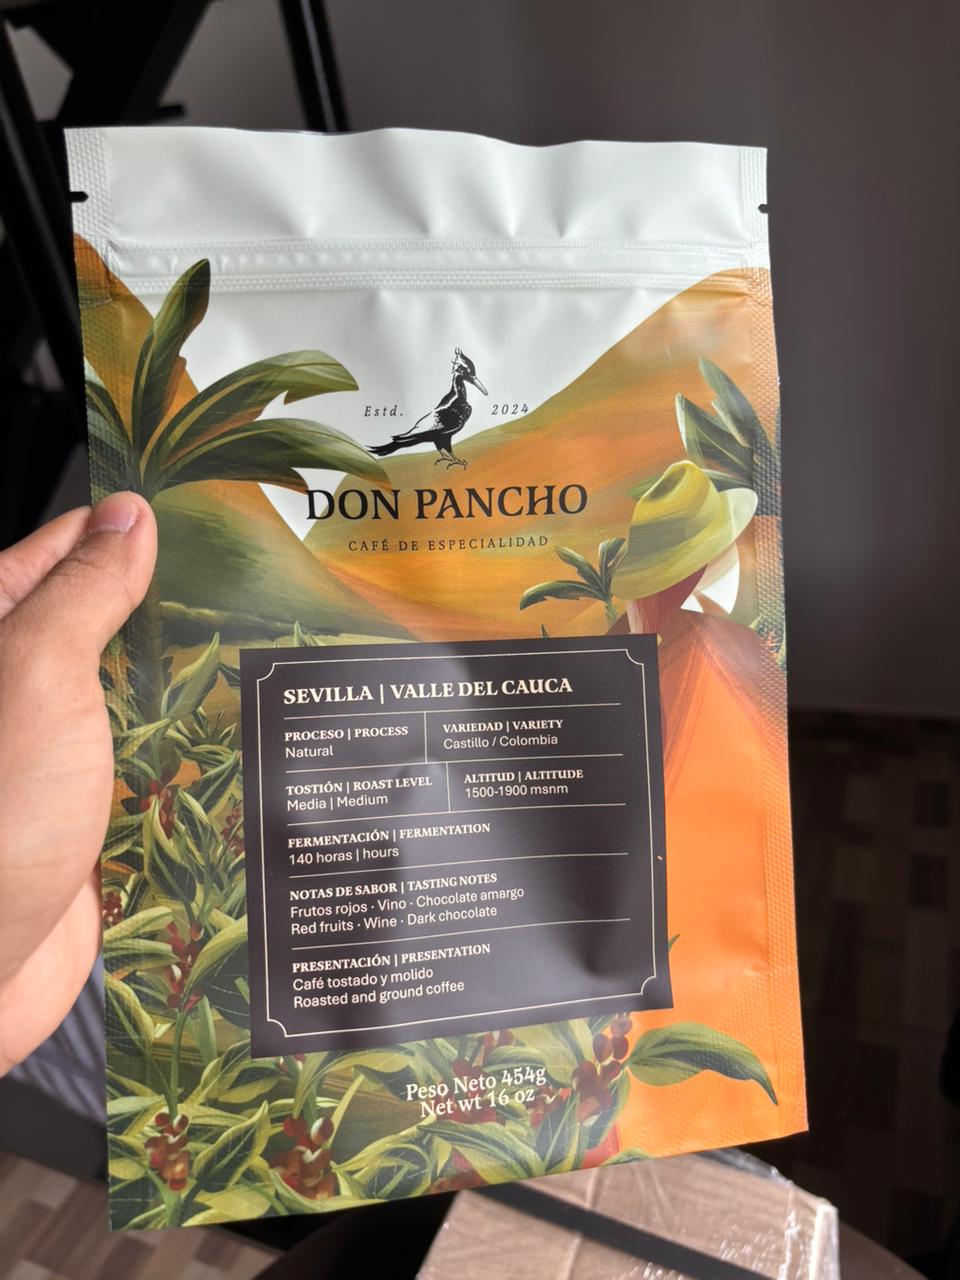 Estd. 2024
DON PANCHO
CAFÉ DE ESPECIALIDAD
SEVILLA | VALLE DEL CAUCA
PROCESO | PROCESS
Natural
VARIEDAD | VARIETY
Castillo / Colombia
TOSTIÓN | ROAST LEVEL
Media | Medium
ALTITUD | ALTITUDE
1500-1900 msnm
FERMENTACIÓN | FERMENTATION
140 horas | hours
NOTAS DE SABOR | TASTING NOTES
Frutos rojos · Vino · Chocolate amargo
Red fruits · Wine · Dark chocolate
PRESENTACIÓN | PRESENTATION
Café tostado y molido
Roasted and ground coffee
Peso Neto 454g
Net wt 16 oz